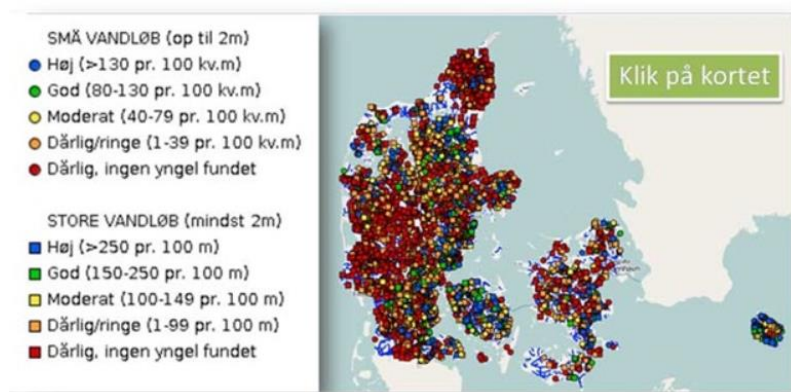 SMÅ VANDLØB (op til 2m)
Høj (>130 pr. 100 kv.m)
God (80-130 pr. 100 kv.m)
Moderat (40-79 pr. 100 kv.m)
Dårlig/ringe (1-39 pr. 100 kv.m)
Dårlig, ingen yngel fundet
STORE VANDLØB (mindst 2m)
Høj (>250 pr. 100 m)
God (150-250 pr. 100 m)
Moderat (100-149 pr. 100 m)
Dårlig/ringe (1-99 pr. 100 m)
Dårlig, ingen yngel fundet
Klik på kortet